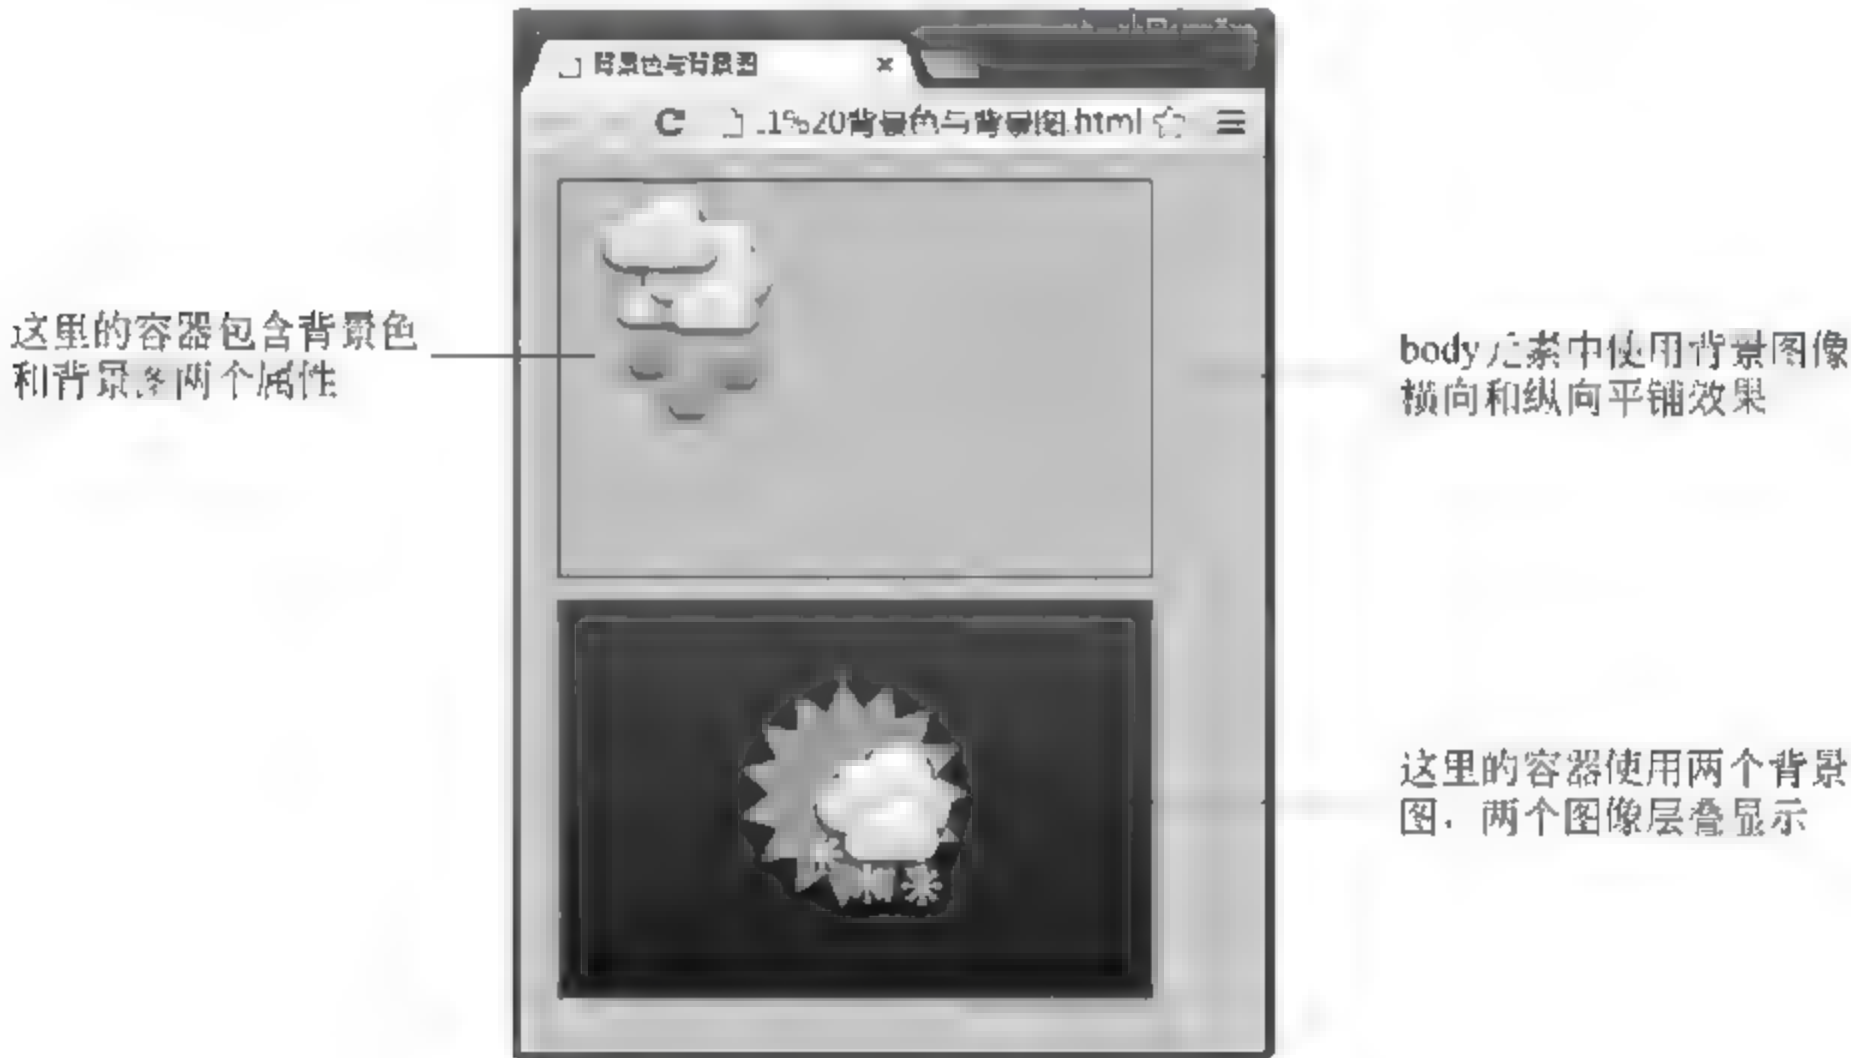 背景色与背景图
.1%20背景色与背景图.html
这里的容器包含背景色
和背景图两个属性
body元素中使用背景图像
横向和纵向平铺效果
这里的容器使用两个背景
图，两个图像层叠显示